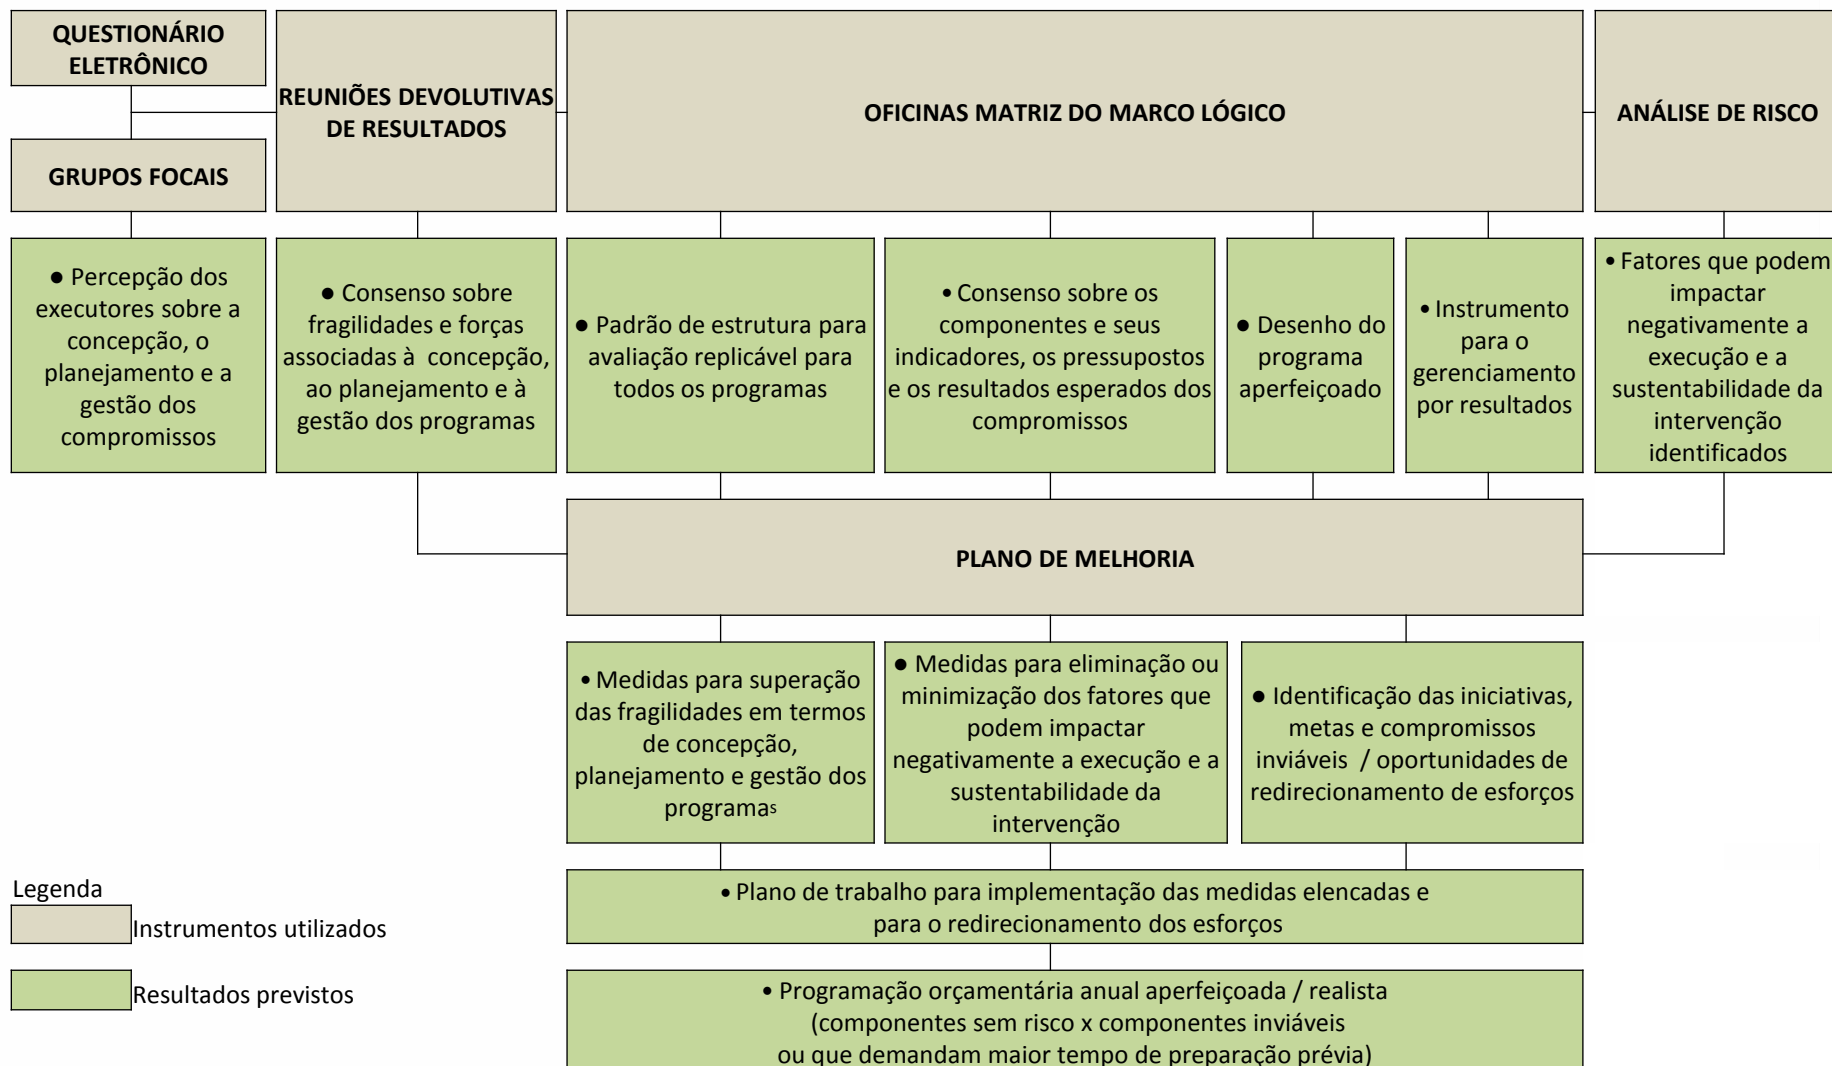 QUESTIONÁRIO
ELETRÔNICO
GRUPOS FOCAIS
REUNIÕES DEVOLUTIVAS
DE RESULTADOS
OFICINAS MATRIZ DO MARCO LÓGICO
ANÁLISE DE RISCO
● Percepção dos
executores sobre a
concepção, o
planejamento e a
gestão dos
compromissos
● Consenso sobre
fragilidades e forças
associadas à concepção,
ao planejamento e à
gestão dos programas
● Padrão de estrutura para
avaliação replicável para
todos os programas
• Consenso sobre os
componentes e seus
indicadores, os pressupostos
e os resultados esperados dos
compromissos
● Desenho do
programa
aperfeiçoado
• Instrumento
para o
gerenciamento
por resultados
• Fatores que podem
impactar
negativamente a
execução e a
sustentabilidade da
intervenção
identificados
PLANO DE MELHORIA
• Medidas para superação
das fragilidades em termos
de concepção,
planejamento e gestão dos
programas
● Medidas para eliminação ou
minimização dos fatores que
podem impactar
negativamente a execução e a
sustentabilidade da
intervenção
● Identificação das iniciativas,
metas e compromissos
inviáveis / oportunidades de
redirecionamento de esforços
• Plano de trabalho para implementação das medidas elencadas e
para o redirecionamento dos esforços
• Programação orçamentária anual aperfeiçoada / realista
(componentes sem risco x componentes inviáveis
ou que demandam maior tempo de preparação prévia)
Legenda
Instrumentos utilizados
Resultados previstos